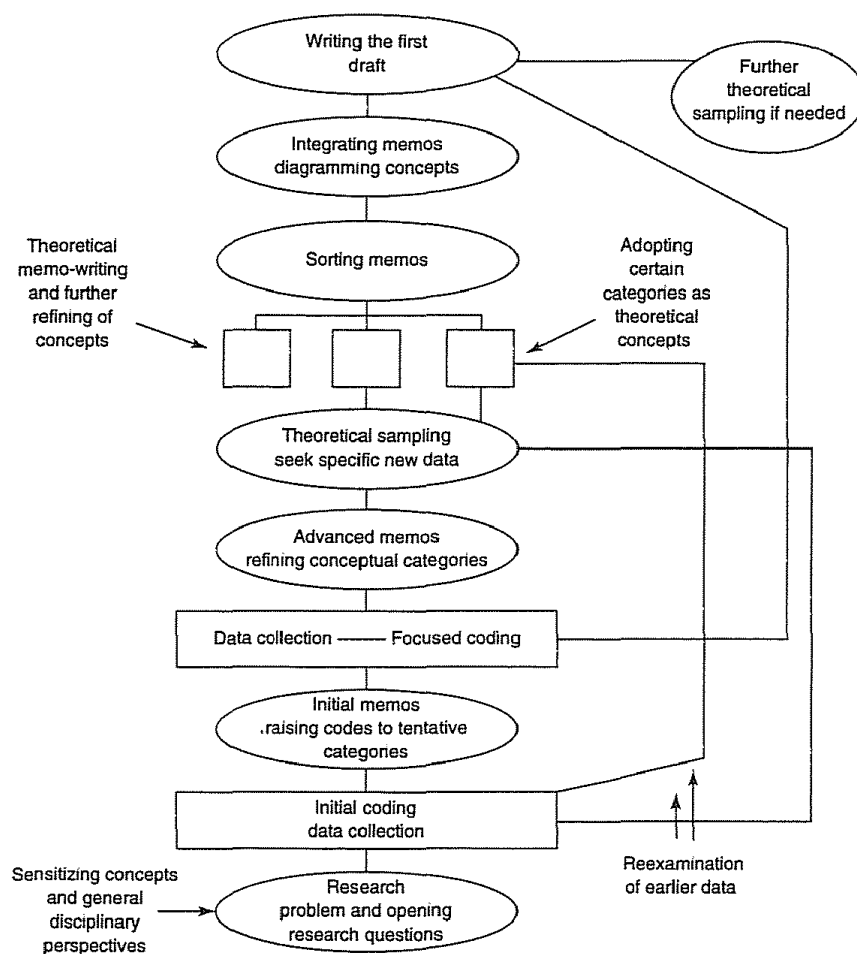 Writing the first
draft
Further
theoretical
sampling if needed
Integrating memos
diagramming concepts
Theoretical
memo-writing
and further
refining of
concepts
Sorting memos
Adopting
certain
categories as
theoretical
concepts
Theoretical sampling
seek specific new data
Advanced memos
refining conceptual categories
Data collection —— Focused coding
Initial memos
raising codes to tentative
categories
Initial coding
data collection
Reexamination
of earlier data
Sensitizing concepts
and general
disciplinary
perspectives
Research
problem and opening
research questions